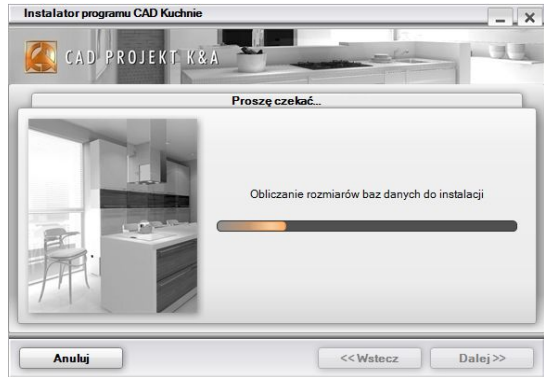 Instalator programu CAD Kuchnie
CAD PROJEKT K&A
Proszę czekać...
Obliczanie rozmiarów baz danych do instalacji
Anuluj
<< Wstecz
Dalej >>